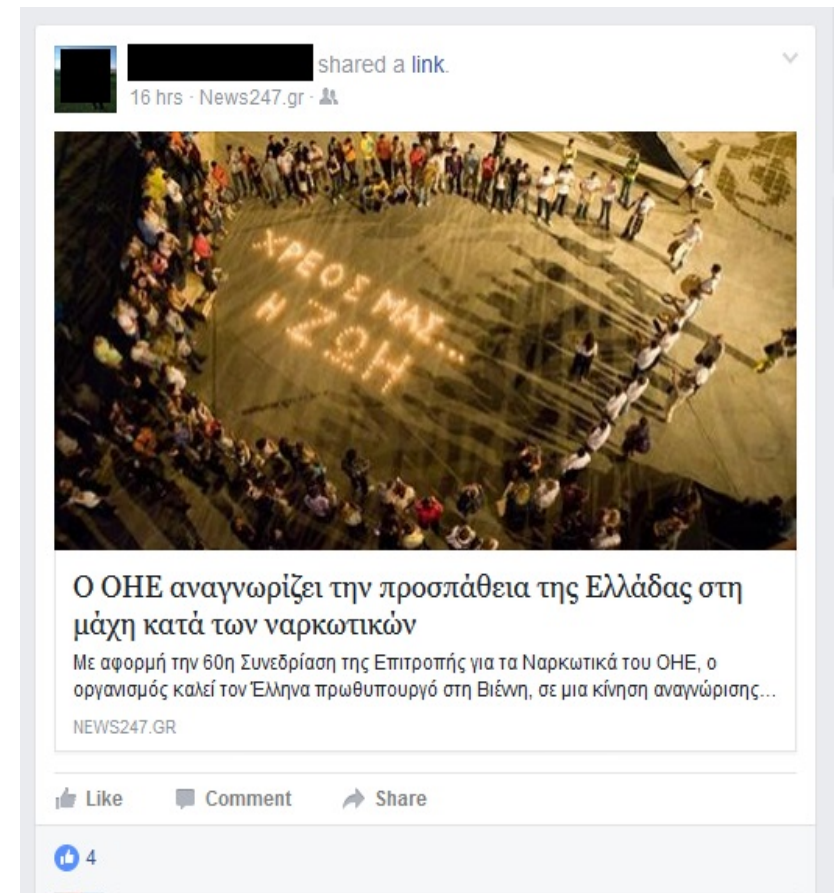 shared a link.
16 hrs · News247.gr ·
ΧΡΕΟΣ ΜΑΣ...
Η ΖΩΗ
Ο ΟΗΕ αναγνωρίζει την προσπάθεια της Ελλάδας στη
μάχη κατά των ναρκωτικών
Με αφορμή την 60η Συνεδρίαση της Επιτροπής για τα Ναρκωτικά του ΟΗΕ, ο
οργανισμός καλεί τον Έλληνα πρωθυπουργό στη Βιέννη, σε μια κίνηση αναγνώρισης...
NEWS247.GR
Like Comment Share
4